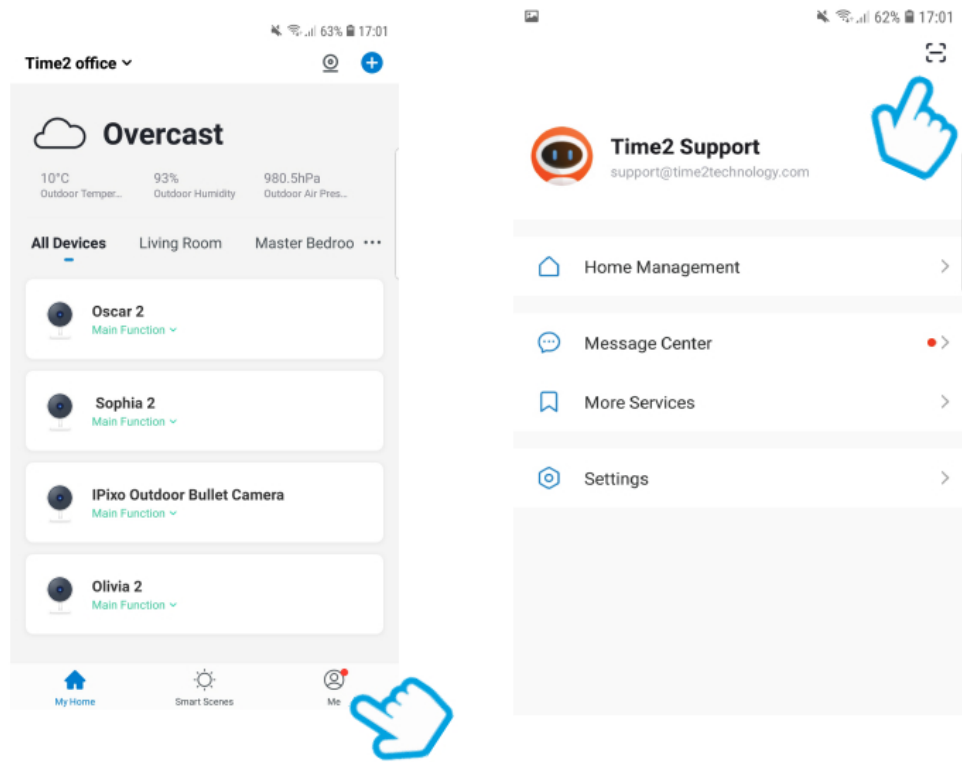 63% 17:01
Time2 office
Overcast
10°C 93% 980.5hPa
Outdoor Temper... Outdoor Humidity Outdoor Air Pres...
All Devices Living Room Master Bedroo
Oscar 2
Main Function
Sophia 2
Main Function
IPixo Outdoor Bullet Camera
Main Function
Olivia 2
Main Function
My Home Smart Scenes Me
62% 17:01
Time2 Support
support@time2technology.com
Home Management
Message Center
More Services
Settings